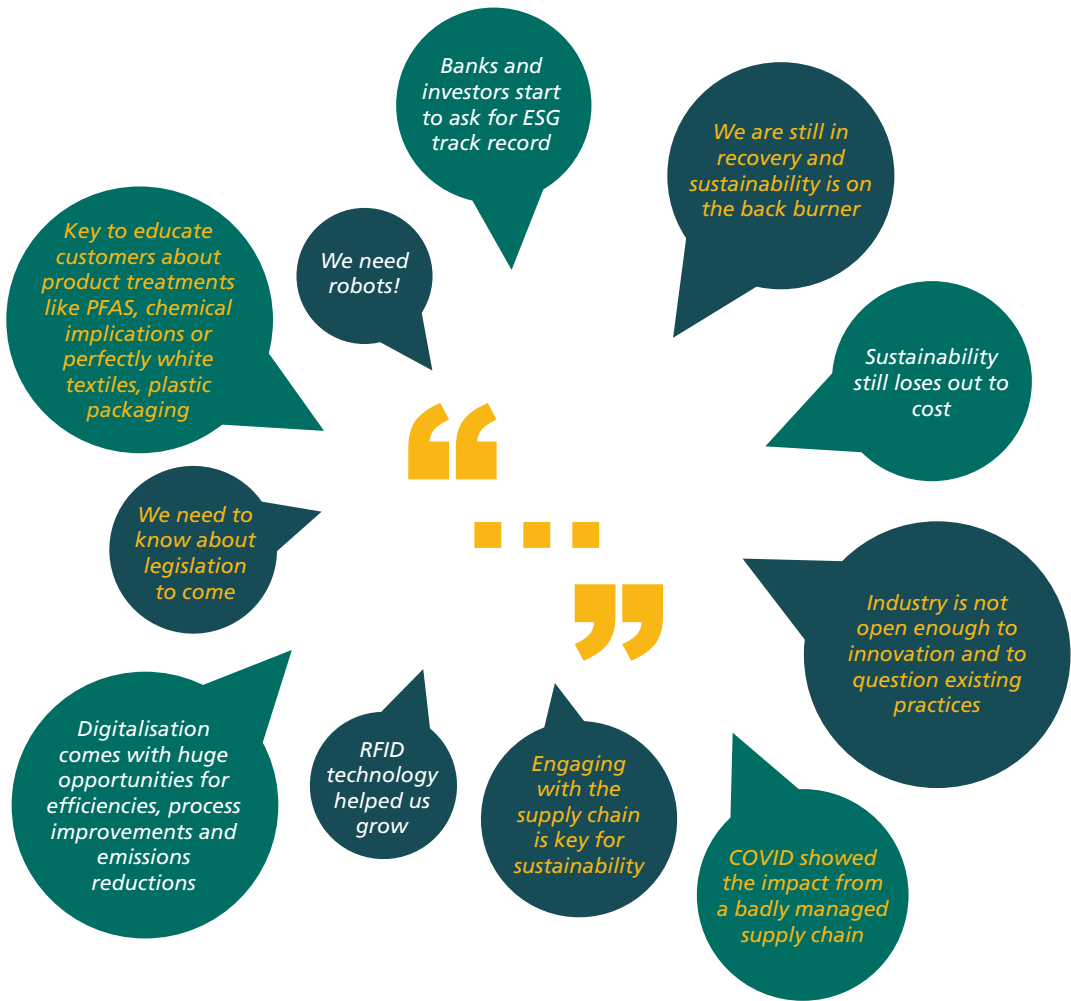 Banks and
investors start
to ask for ESG
track record
We are still in
recovery and
sustainability is on
the back burner
Key to educate
customers about
product treatments
like PFAS, chemical
implications or
perfectly white
textiles, plastic
packaging
We need
robots!
Sustainability
still loses out to
cost
“
...
”
We need to
know about
legislation
to come
Industry is not
open enough to
innovation and to
question existing
practices
Digitalisation
comes with huge
opportunities for
efficiencies, process
improvements and
emissions
reductions
RFID
technology
helped us
grow
Engaging
with the
supply chain
is key for
sustainability
COVID showed
the impact from
a badly managed
supply chain